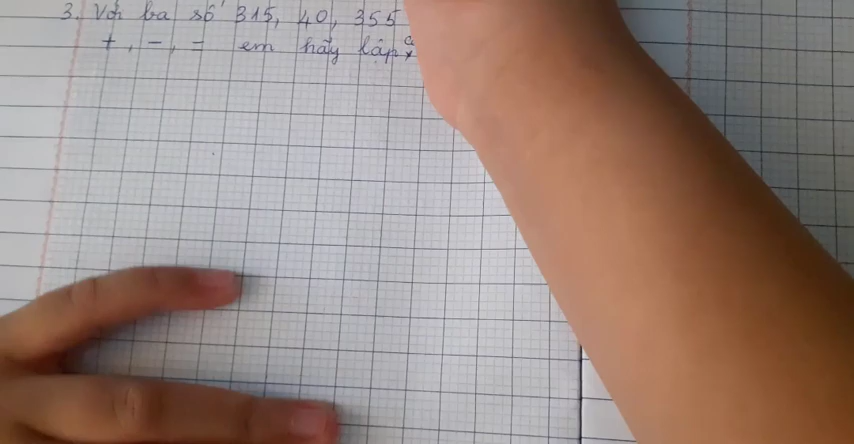 3. Với ba số 315, 40, 355
+, -, = em hãy lập